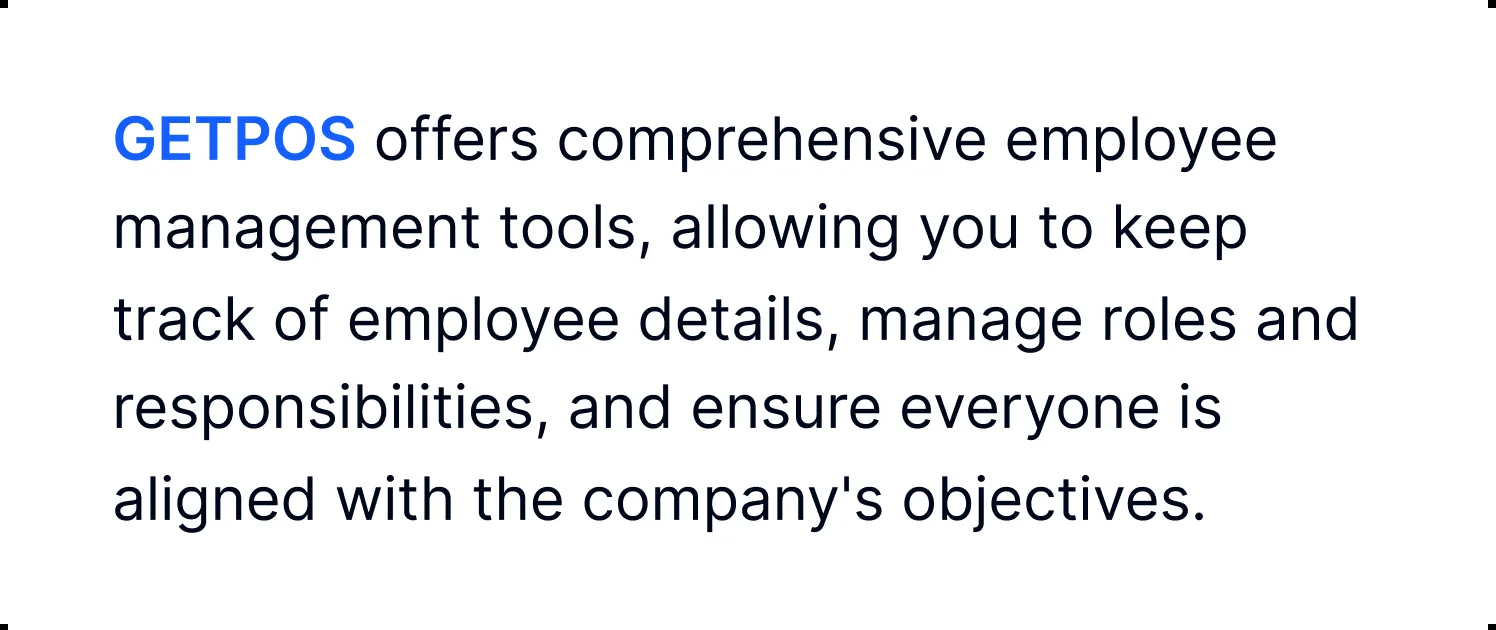 GETPOS offers comprehensive employee
management tools, allowing you to keep
track of employee details, manage roles and
responsibilities, and ensure everyone is
aligned with the company's objectives.